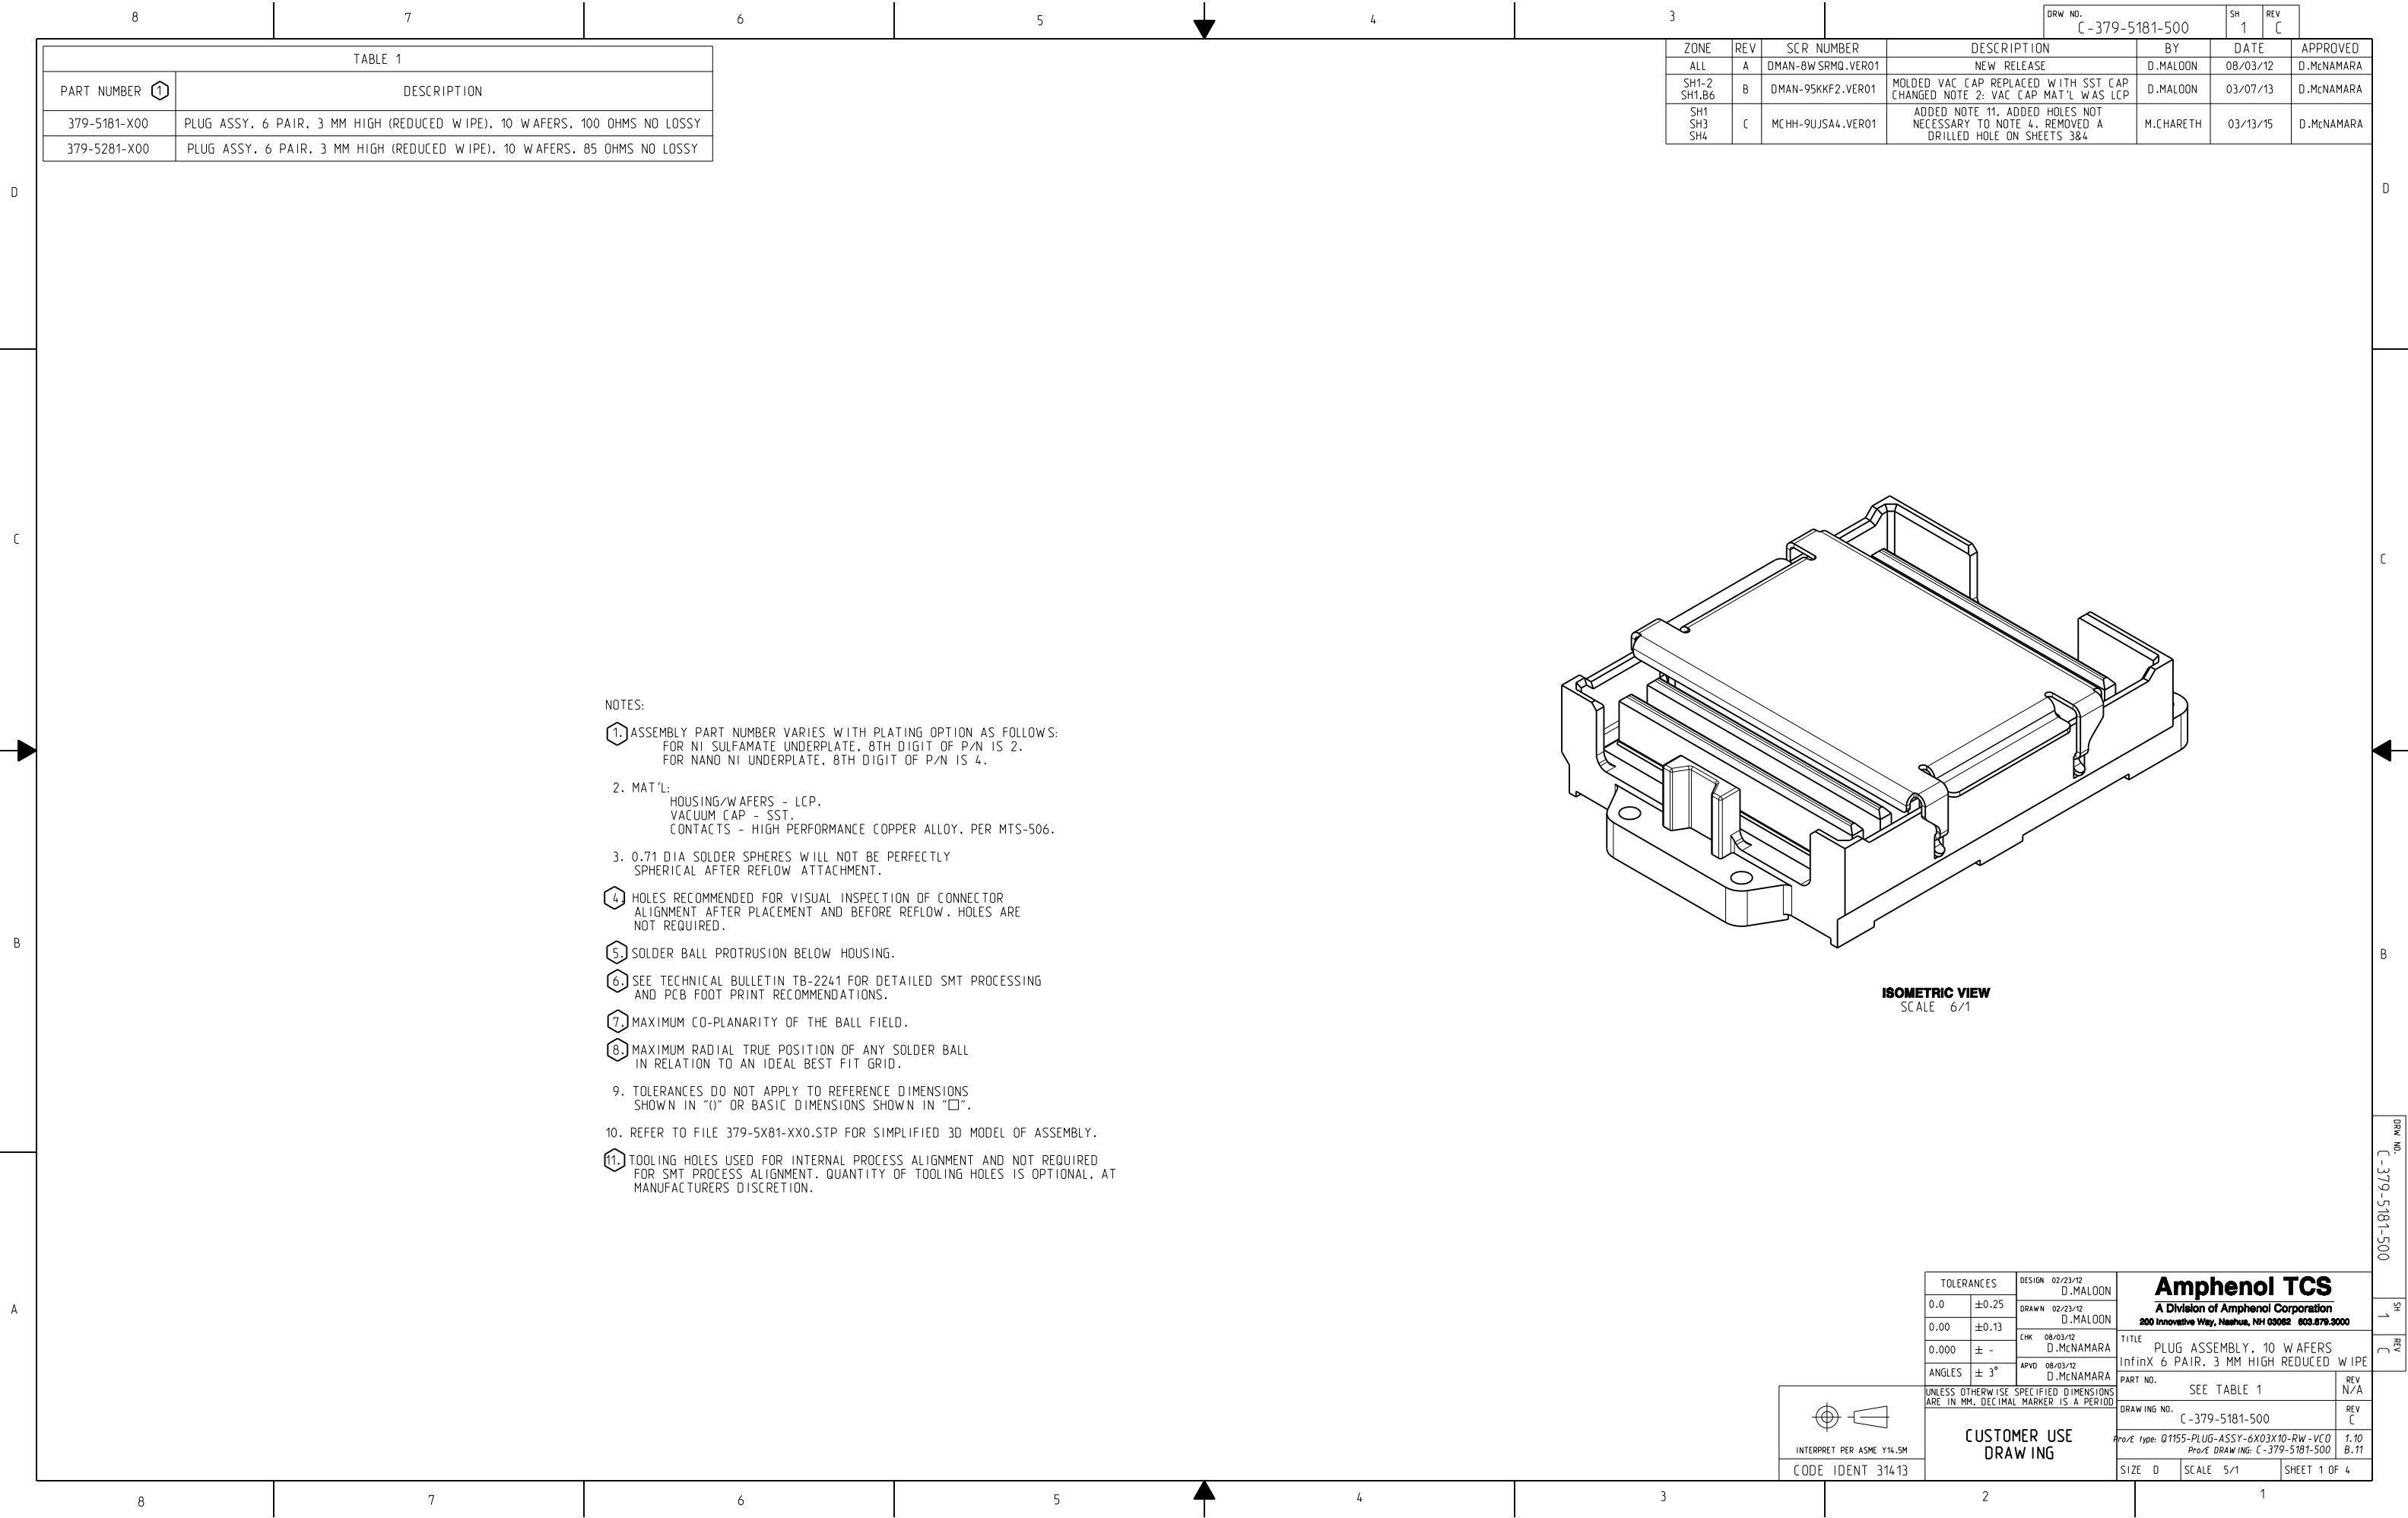 8 7 6 5 4 3
DRW NO. C-379-5181-500 SH 1 REV C
TABLE 1
PART NUMBER 1 DESCRIPTION
379-5181-X00 PLUG ASSY, 6 PAIR, 3 MM HIGH (REDUCED WIPE), 10 WAFERS, 100 OHMS NO LOSSY
379-5281-X00 PLUG ASSY, 6 PAIR, 3 MM HIGH (REDUCED WIPE), 10 WAFERS, 85 OHMS NO LOSSY
ZONE REV SCR NUMBER DESCRIPTION BY DATE APPROVED
ALL A DMAN-8WSRMQ.VER01 NEW RELEASE D.MALOON 08/03/12 D.McNAMARA
SH1-2
SH1,B6
B DMAN-95KKF2.VER01
MOLDED VAC CAP REPLACED WITH SST CAP
CHANGED NOTE 2: VAC CAP MAT'L WAS LCP
D.MALOON 03/07/13 D.McNAMARA
SH1
SH3
SH4
C MCHH-9UJSA4.VER01
ADDED NOTE 11, ADDED HOLES NOT
NECESSARY TO NOTE 4. REMOVED A
DRILLED HOLE ON SHEETS 3&4
M.CHARETH 03/13/15 D.McNAMARA
D D
C C
NOTES:
1. ASSEMBLY PART NUMBER VARIES WITH PLATING OPTION AS FOLLOWS:
FOR NI SULFAMATE UNDERPLATE, 8TH DIGIT OF P/N IS 2.
FOR NANO NI UNDERPLATE, 8TH DIGIT OF P/N IS 4.
2. MAT'L:
HOUSING/WAFERS - LCP.
VACUUM CAP - SST.
CONTACTS - HIGH PERFORMANCE COPPER ALLOY, PER MTS-506.
3. 0.71 DIA SOLDER SPHERES WILL NOT BE PERFECTLY
SPHERICAL AFTER REFLOW ATTACHMENT.
4. HOLES RECOMMENDED FOR VISUAL INSPECTION OF CONNECTOR
ALIGNMENT AFTER PLACEMENT AND BEFORE REFLOW. HOLES ARE
NOT REQUIRED.
5. SOLDER BALL PROTRUSION BELOW HOUSING.
6. SEE TECHNICAL BULLETIN TB-2241 FOR DETAILED SMT PROCESSING
AND PCB FOOT PRINT RECOMMENDATIONS.
7. MAXIMUM CO-PLANARITY OF THE BALL FIELD.
8. MAXIMUM RADIAL TRUE POSITION OF ANY SOLDER BALL
IN RELATION TO AN IDEAL BEST FIT GRID.
9. TOLERANCES DO NOT APPLY TO REFERENCE DIMENSIONS
SHOWN IN "()" OR BASIC DIMENSIONS SHOWN IN "□".
10. REFER TO FILE 379-5X81-XX0.STP FOR SIMPLIFIED 3D MODEL OF ASSEMBLY.
11. TOOLING HOLES USED FOR INTERNAL PROCESS ALIGNMENT AND NOT REQUIRED
FOR SMT PROCESS ALIGNMENT. QUANTITY OF TOOLING HOLES IS OPTIONAL, AT
MANUFACTURERS DISCRETION.
B B
ISOMETRIC VIEW
SCALE 6/1
DRW NO. C-379-5181-500 SH 1 REV C
A
TOLERANCES
0.0 ±0.25
0.00 ±0.13
0.000 ± -
ANGLES ± 3°
DESIGN 02/23/12
D.MALOON
DRAWN 02/23/12
D.MALOON
CHK 08/03/12
D.McNAMARA
APVD 08/03/12
D.McNAMARA
UNLESS OTHERWISE SPECIFIED DIMENSIONS
ARE IN MM, DECIMAL MARKER IS A PERIOD
Amphenol TCS
A Division of Amphenol Corporation
200 Innovative Way, Nashua, NH 03062 603.879.3000
TITLE
PLUG ASSEMBLY, 10 WAFERS
InfinX 6 PAIR, 3 MM HIGH REDUCED WIPE
PART NO. SEE TABLE 1 REV N/A
DRAWING NO. C-379-5181-500 REV C
Pro/E type: Q1155-PLUG-ASSY-6X03X10-RW-VC0 1.10
Pro/E DRAWING: C-379-5181-500 B.11
SIZE D SCALE 5/1 SHEET 1 OF 4
INTERPRET PER ASME Y14.5M
CODE IDENT 31413
CUSTOMER USE
DRAWING
8 7 6 5 4 3 2 1